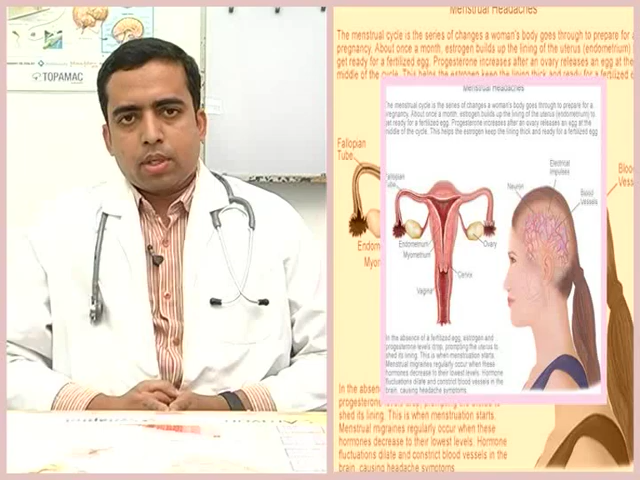 TOPAMAC
Menstrual Headaches
The menstrual cycle is the series of changes a woman's body goes through to prepare for a
pregnancy. About once a month, estrogen builds up the lining of the uterus (endometrium) to
get ready for a fertilized egg. Progesterone increases after an ovary releases an egg at the
middle of the cycle. This helps the estrogen keep the lining thick and ready for a fertilized e
Fallopian
Tube
Endom
Myo
Blood
Vess
In the absen
progesterone
shed its lining. This is when menstruation starts.
Menstrual migraines regularly occur when these
hormones decrease to their lowest levels. Hormone
fluctuations dilate and constrict blood vessels in the
brain, causing headache symptoms
Menstrual Headaches
The menstrual cycle is the series of changes a woman's body goes through to prepare for a
pregnancy. About once a month, estrogen builds up the lining of the uterus (endometrium) to
get ready for a fertilized egg. Progesterone increases after an ovary releases an egg at the
middle of the cycle. This helps the estrogen keep the lining thick and ready for a fertilized egg
Fallopian
Tube
Endometrium
Myometrium
Ovary
Cervix
Vagina
Electrical
Impulses
Neuron
Blood
Vessels
In the absence of a fertilized egg, estrogen and
progesterone levels drop, prompting the uterus to
shed its lining. This is when menstruation starts.
Menstrual migraines regularly occur when these
hormones decrease to their lowest levels. Hormone
fluctuations dilate and constrict blood vessels in the
brain, causing headache symptoms.